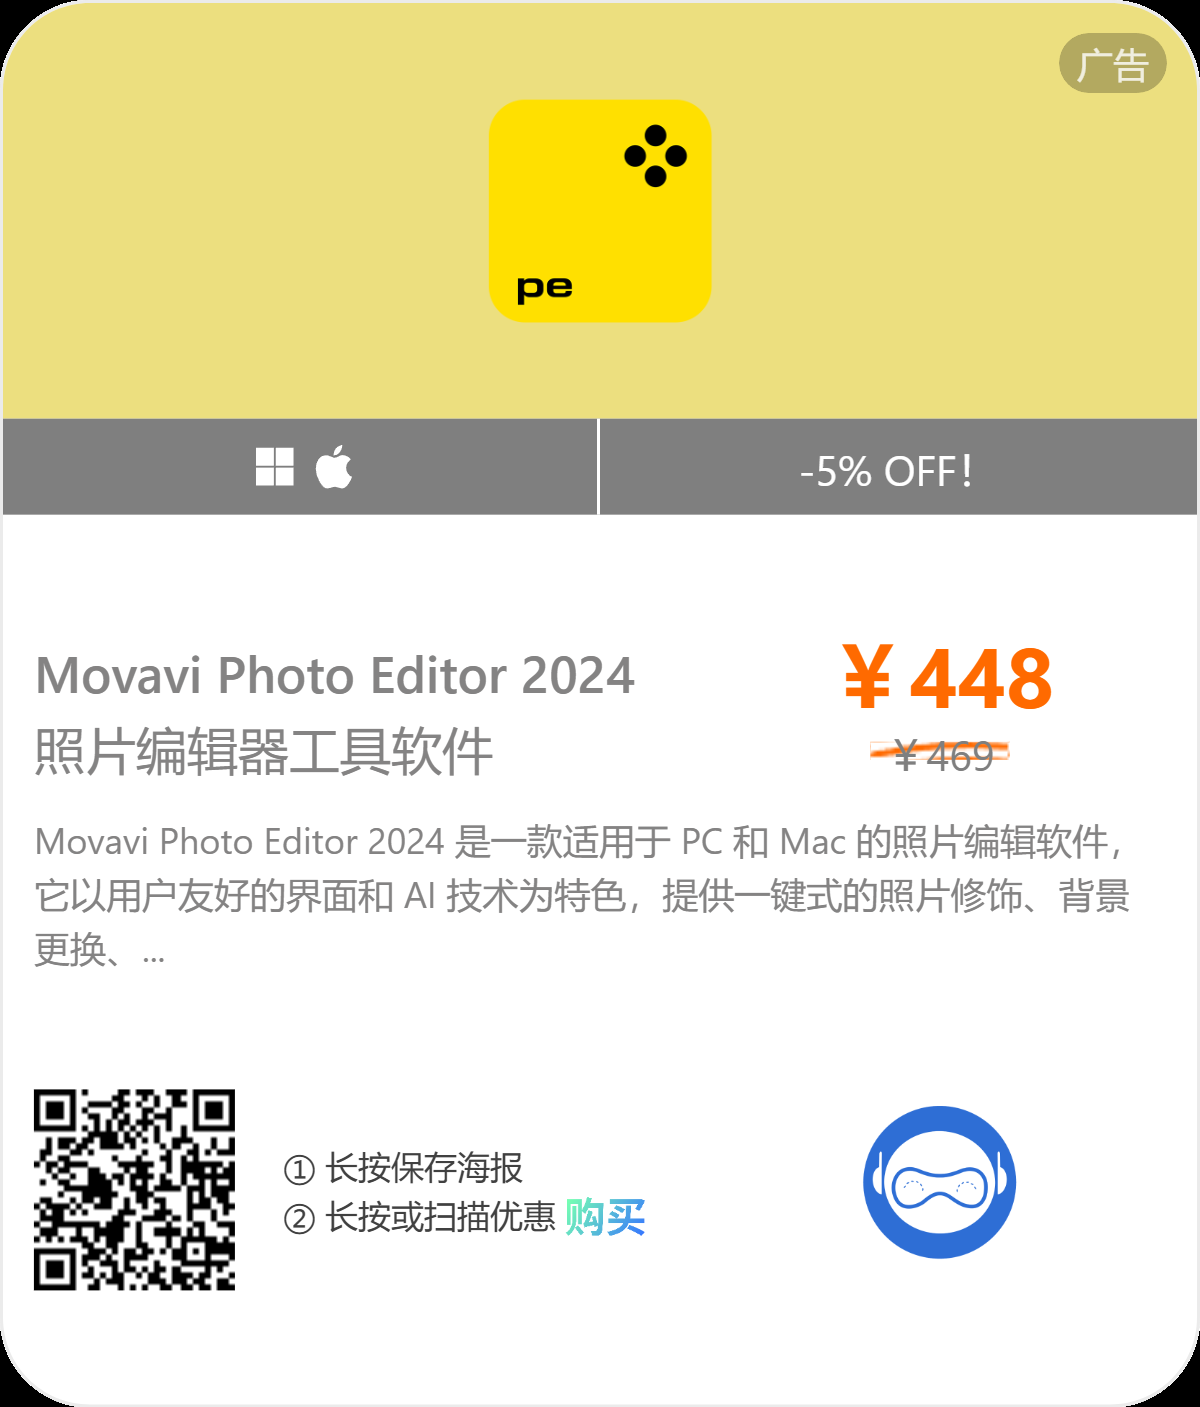 广告
pe
-5% OFF!
Movavi Photo Editor 2024
照片编辑器工具软件
￥448
￥469
Movavi Photo Editor 2024 是一款适用于 PC 和 Mac 的照片编辑软件，
它以用户友好的界面和 AI 技术为特色，提供一键式的照片修饰、背景
更换、...
① 长按保存海报
② 长按或扫描优惠 购买